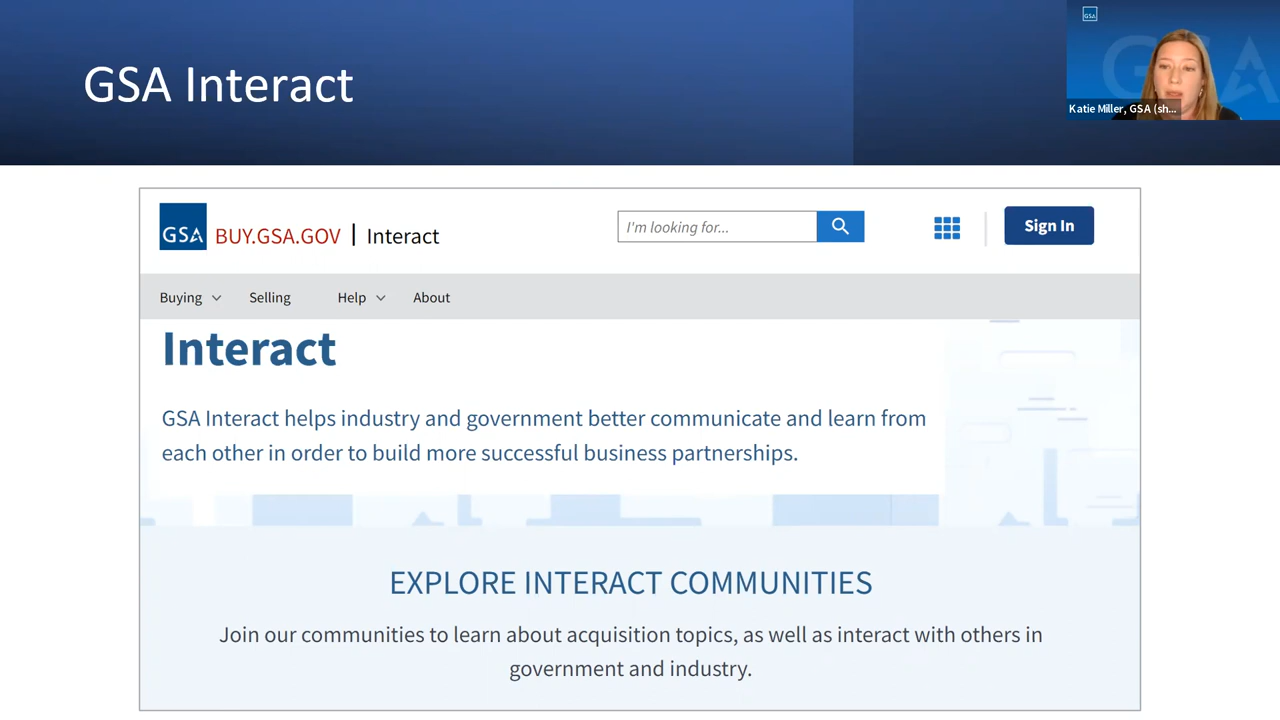 GSA Interact
GSA
GSA
Katie Miller, GSA (sh...
GSA
BUY.GSA.GOV | Interact
I'm looking for...
Sign In
Buying
Selling
Help
About
Interact
GSA Interact helps industry and government better communicate and learn from
each other in order to build more successful business partnerships.
EXPLORE INTERACT COMMUNITIES
Join our communities to learn about acquisition topics, as well as interact with others in
government and industry.